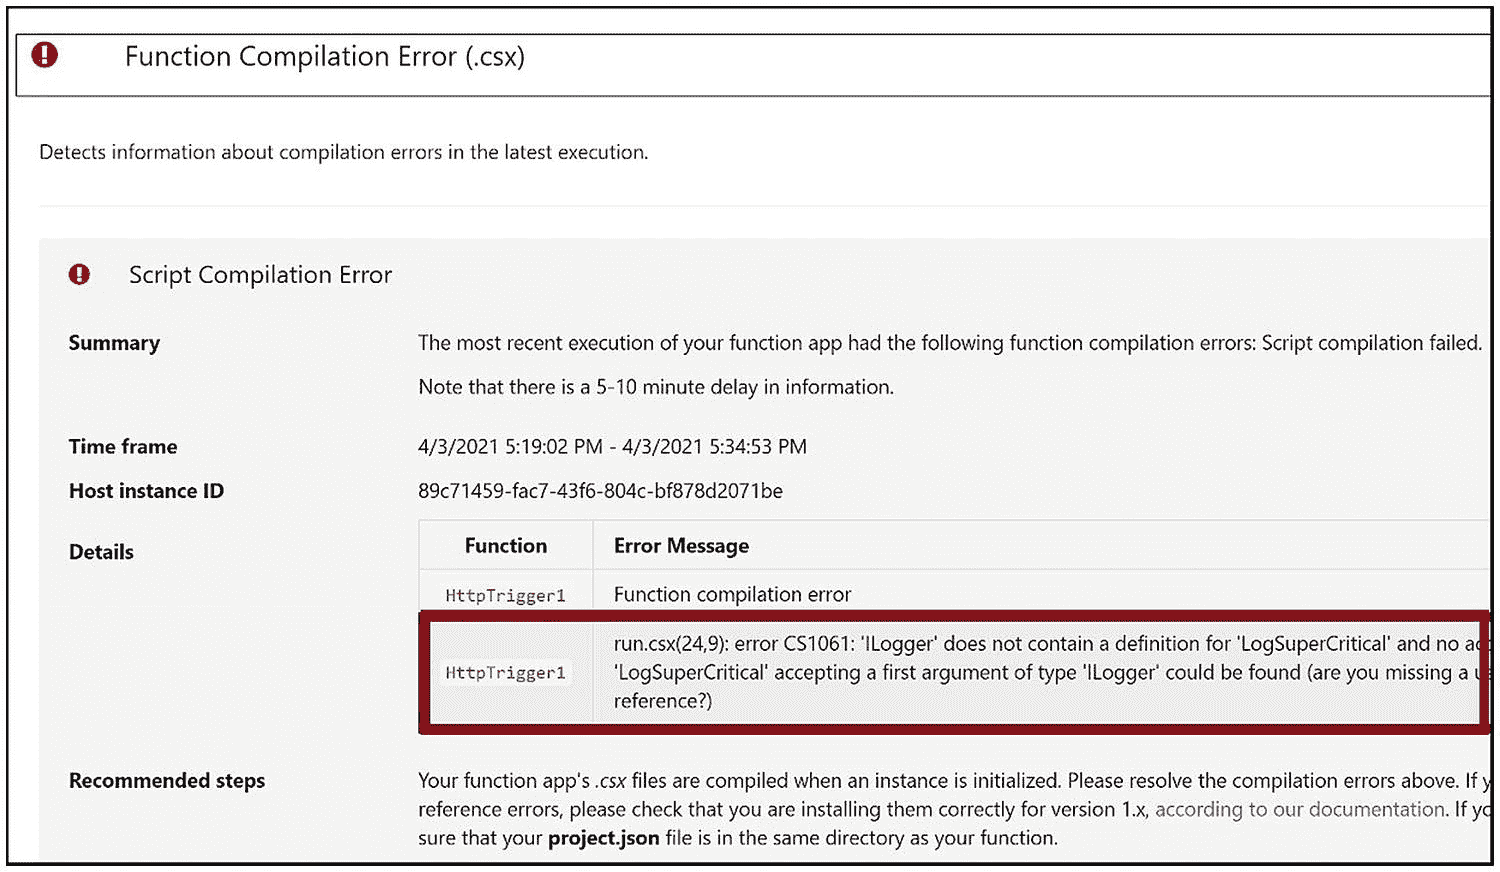 Function Compilation Error (.csx)
Detects information about compilation errors in the latest execution.
Script Compilation Error
Summary
The most recent execution of your function app had the following function compilation errors: Script compilation failed.
Note that there is a 5-10 minute delay in information.
Time frame
4/3/2021 5:19:02 PM - 4/3/2021 5:34:53 PM
Host instance ID
89c71459-fac7-43f6-804c-bf878d2071be
Details
Function Error Message
HttpTrigger1 Function compilation error
HttpTrigger1
run.csx(24,9): error CS1061: 'ILogger' does not contain a definition for 'LogSuperCritical' and no
'LogSuperCritical' accepting a first argument of type 'ILogger' could be found (are you missing a
reference?)
Recommended steps
Your function app's .csx files are compiled when an instance is initialized. Please resolve the compilation errors above. If
reference errors, please check that you are installing them correctly for version 1.x, according to our documentation. If
sure that your project.json file is in the same directory as your function.